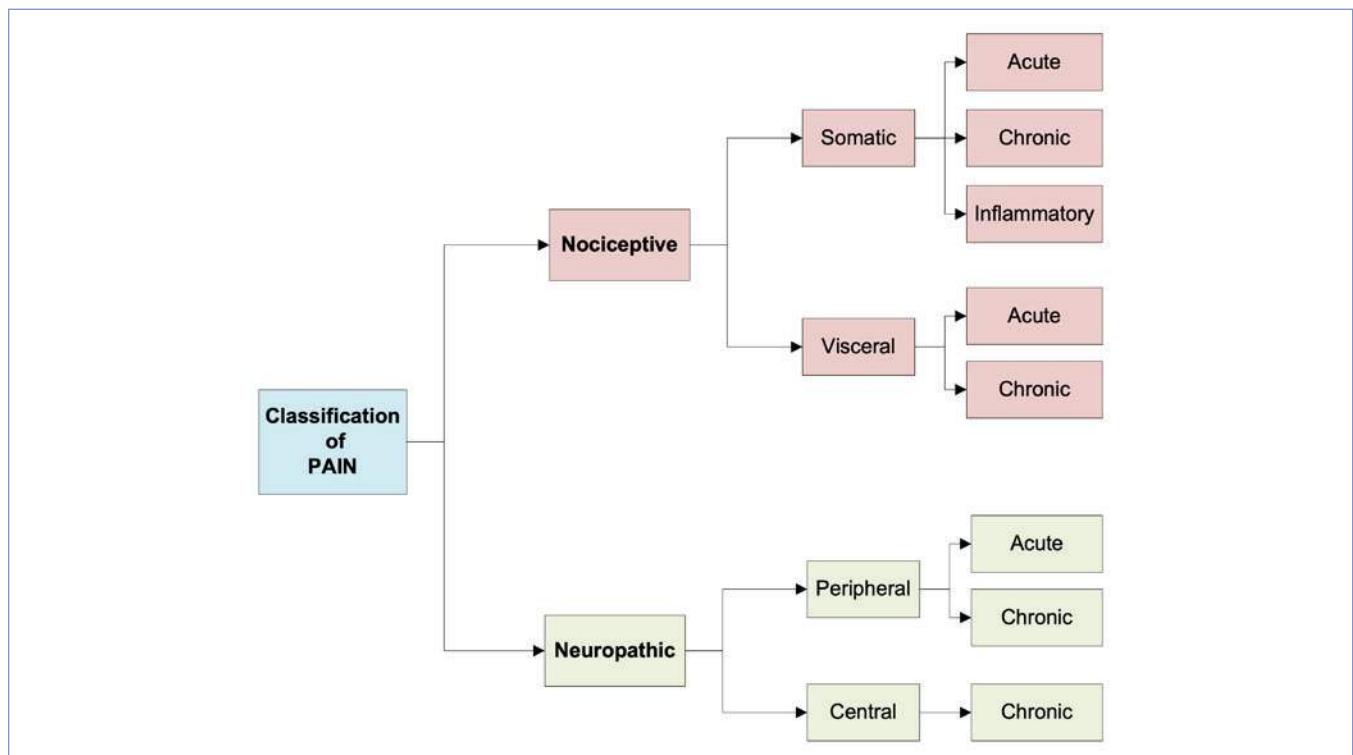 Acute
Somatic
Chronic
Inflammatory
Nociceptive
Acute
Visceral
Chronic
Classification
of
PAIN
Acute
Peripheral
Chronic
Neuropathic
Central
Chronic